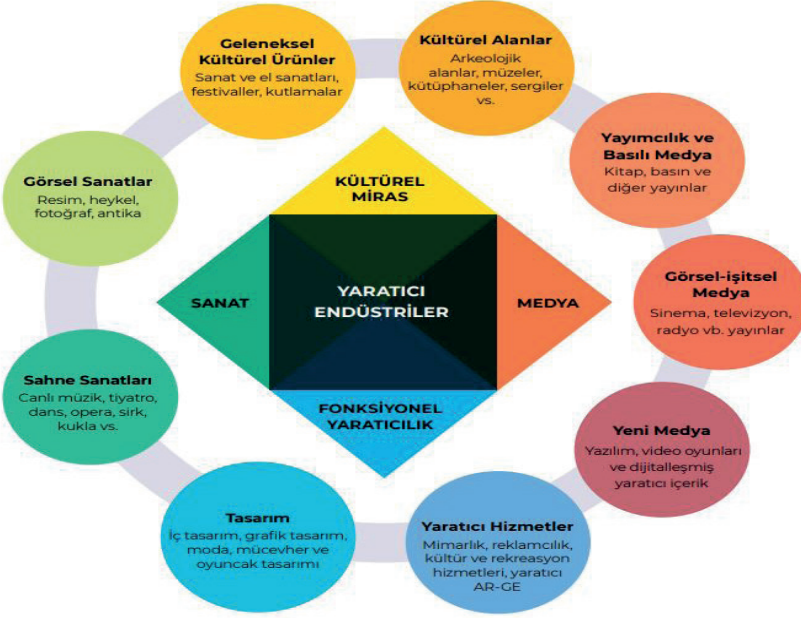 Geleneksel
Kültürel Ürünler
Sanat ve el sanatları,
festivaller, kutlamalar
Kültürel Alanlar
Arkeolojik
alanlar, müzeler,
kütüphaneler, sergiler
vs.
Yayımcılık ve
Basılı Medya
Kitap, basın ve
diğer yayınlar
Görsel-işitsel
Medya
Sinema, televizyon,
radyo vb. yayınlar
Yeni Medya
Yazılım, video oyunları
ve dijitalleşmiş
yaratıcı içerik
Yaratıcı Hizmetler
Mimarlık, reklamcılık,
kültür ve rekreasyon
hizmetleri, yaratıcı
AR-GE
Tasarım
İç tasarım, grafik tasarım,
moda, mücevher ve
oyuncak tasarımı
Sahne Sanatları
Canlı müzik, tiyatro,
dans, opera, sirk,
kukla vs.
Görsel Sanatlar
Resim, heykel,
fotoğraf, antika
KÜLTÜREL
MİRAS
SANAT
YARATICI
ENDÜSTRİLER
MEDYA
FONKSİYONEL
YARATICILIK